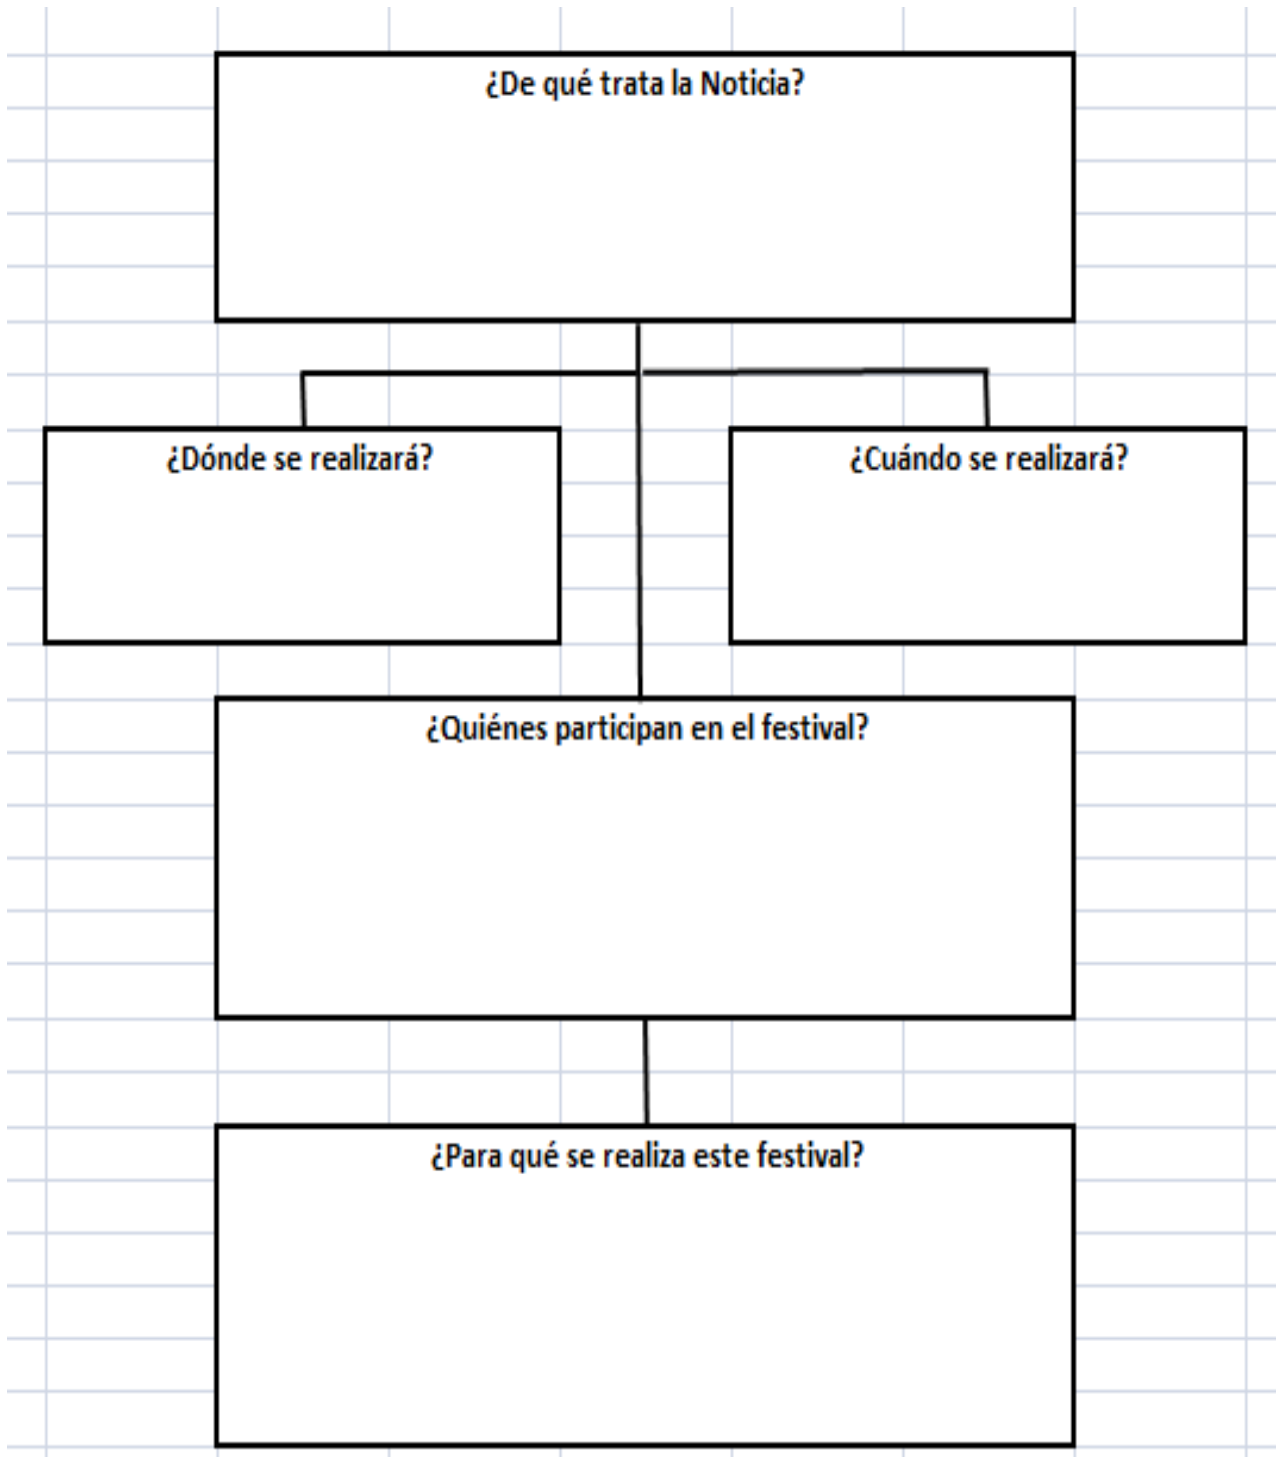 ¿De qué trata la Noticia?
¿Dónde se realizará?
¿Cuándo se realizará?
¿Quiénes participan en el festival?
¿Para qué se realiza este festival?